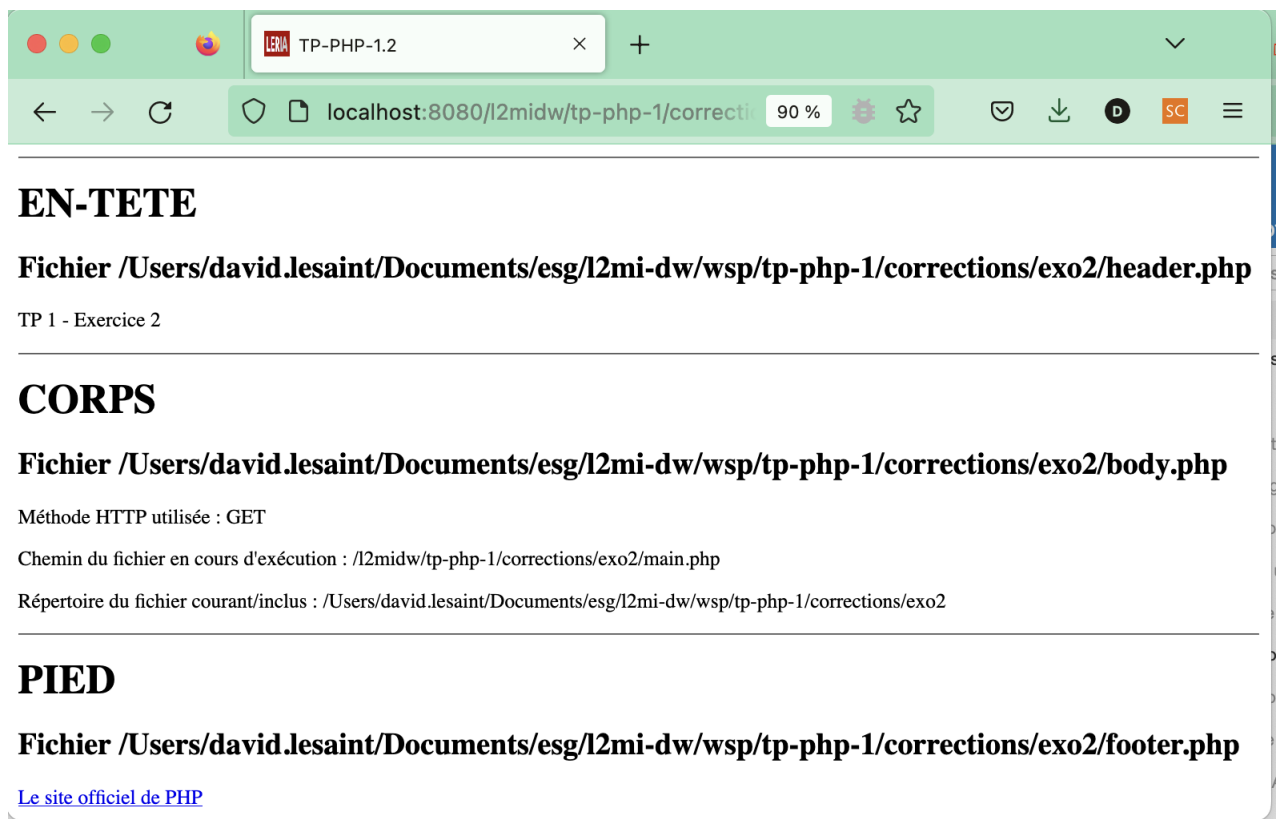 LERIA TP-PHP-1.2
localhost:8080/l2midw/tp-php-1/correcti 90 % SC
EN-TETE
Fichier /Users/david.lesaint/Documents/esg/l2mi-dw/wsp/tp-php-1/corrections/exo2/header.php
TP 1 - Exercice 2
CORPS
Fichier /Users/david.lesaint/Documents/esg/l2mi-dw/wsp/tp-php-1/corrections/exo2/body.php
Méthode HTTP utilisée : GET
Chemin du fichier en cours d'exécution : /l2midw/tp-php-1/corrections/exo2/main.php
Répertoire du fichier courant/inclus : /Users/david.lesaint/Documents/esg/l2mi-dw/wsp/tp-php-1/corrections/exo2
PIED
Fichier /Users/david.lesaint/Documents/esg/l2mi-dw/wsp/tp-php-1/corrections/exo2/footer.php
Le site officiel de PHP